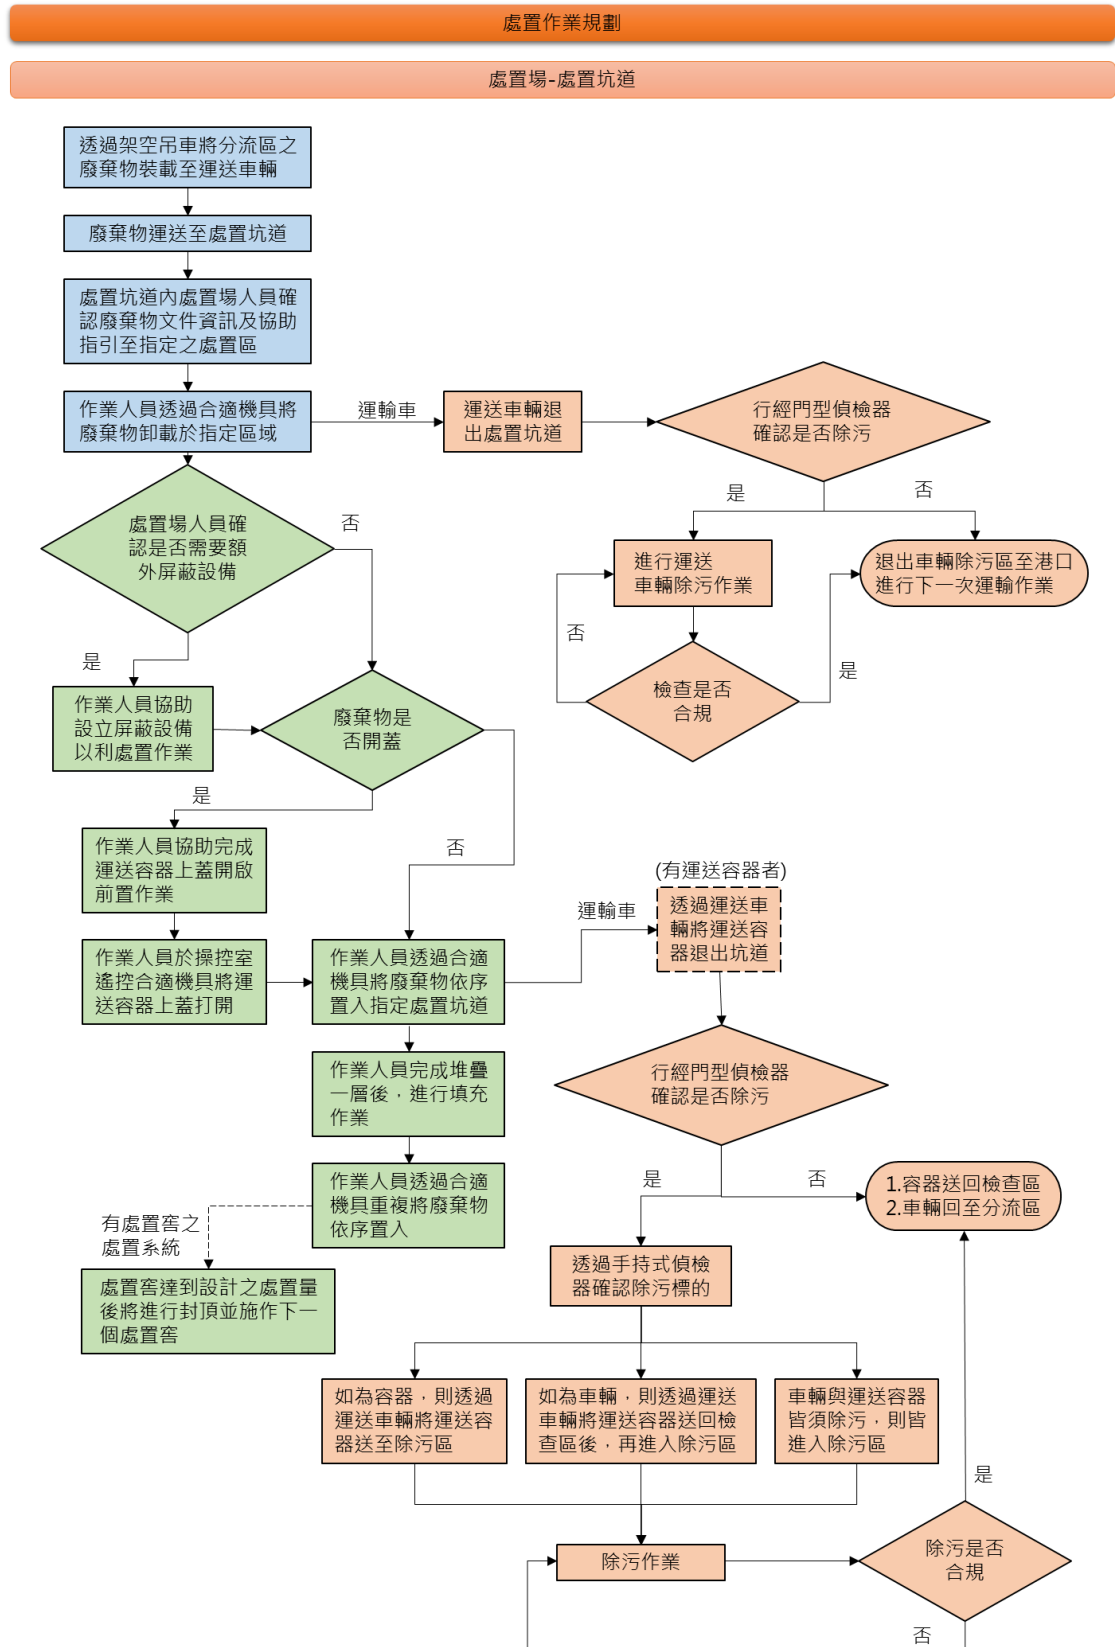 處置作業規劃
處置場-處置坑道
透過架空吊車將分流區之
廢棄物裝載至運送車輛
廢棄物運送至處置坑道
處置坑道內處置場人員確
認廢棄物文件資訊及協助
指引至指定之處置區
作業人員透過合適機具將
廢棄物卸載於指定區域
運輸車
運送車輛退
出處置坑道
行經門型偵檢器
確認是否除污
是
否
進行運送
車輛除污作業
退出車輛除污區至港口
進行下一次運輸作業
否
檢查是否
合規
是
處置場人員確
認是否需要額
外屏蔽設備
否
是
作業人員協助
設立屏蔽設備
以利處置作業
廢棄物是
否開蓋
是
否
作業人員協助完成
運送容器上蓋開啟
前置作業
作業人員於操控室
遙控合適機具將運
送容器上蓋打開
作業人員透過合適
機具將廢棄物依序
置入指定處置坑道
運輸車
(有運送容器者)
透過運送車
輛將運送容
器退出坑道
作業人員完成堆疊
一層後，進行填充
作業
作業人員透過合適
機具重複將廢棄物
依序置入
有處置窖之
處置系統
處置窖達到設計之處置量
後將進行封頂並施作下一
個處置窖
行經門型偵檢器
確認是否除污
是
否
1.容器送回檢查區
2.車輛回至分流區
透過手持式偵檢
器確認除污標的
如為容器，則透過
運送車輛將運送容
器送至除污區
如為車輛，則透過運送
車輛將運送容器送回檢
查區後，再進入除污區
車輛與運送容器
皆須除污，則皆
進入除污區
是
除污作業
除污是否
合規
否